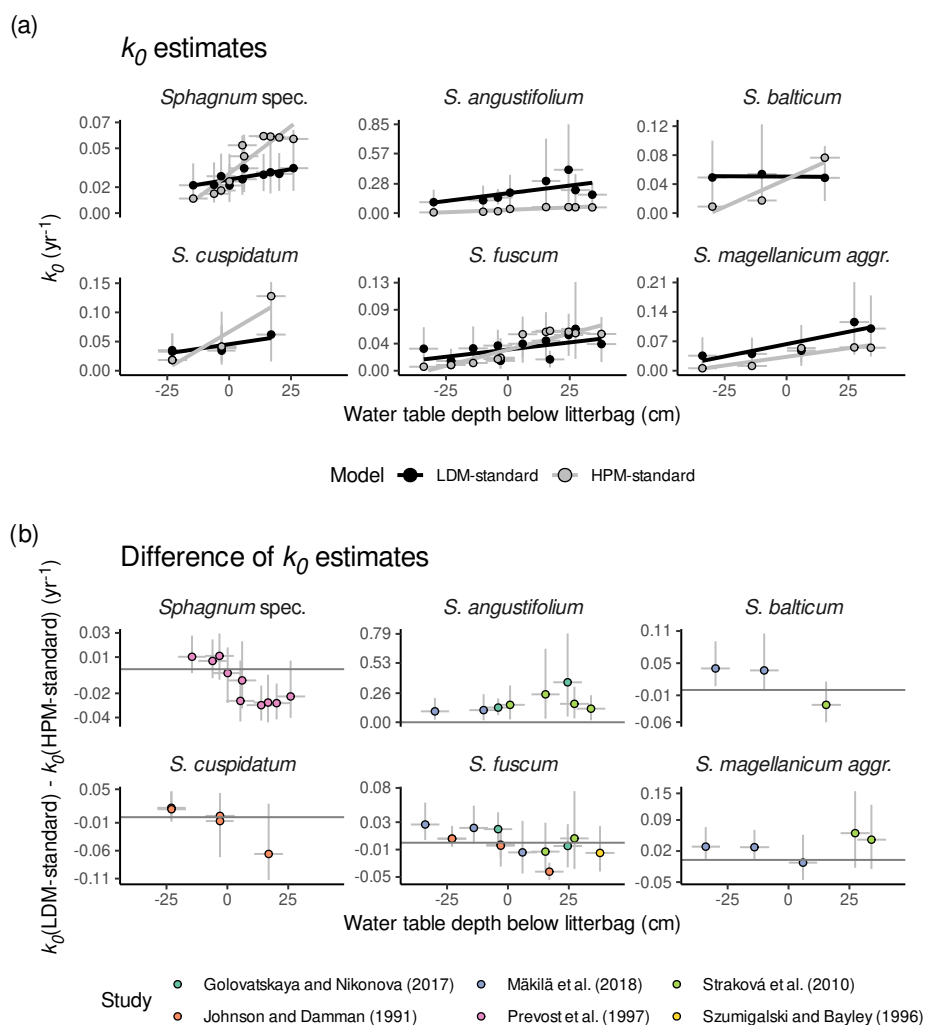 (a)
k0 estimates
Sphagnum spec.
S. angustifolium
S. balticum
0.07
0.05
0.02
0.00
0.85
0.57
0.28
0.00
0.12
0.08
0.04
0.00
S. cuspidatum
S. fuscum
S. magellanicum aggr.
0.15
0.10
0.05
0.00
0.13
0.09
0.04
0.00
0.21
0.14
0.07
0.00
-25 0 25
-25 0 25
-25 0 25
k0 (yr-1)
Water table depth below litterbag (cm)
Model LDM-standard HPM-standard
(b)
Difference of k0 estimates
Sphagnum spec.
S. angustifolium
S. balticum
0.03
0.01
-0.02
-0.04
0.79
0.53
0.26
0.00
0.11
0.05
-0.01
-0.06
S. cuspidatum
S. fuscum
S. magellanicum aggr.
0.05
-0.01
-0.06
-0.11
0.08
0.03
-0.01
-0.05
0.15
0.09
0.02
-0.05
-25 0 25
-25 0 25
-25 0 25
k0(LDM-standard) - k0(HPM-standard) (yr-1)
Water table depth below litterbag (cm)
Study
Golovatskaya and Nikonova (2017)
Mäkilä et al. (2018)
Straková et al. (2010)
Johnson and Damman (1991)
Prevost et al. (1997)
Szumigalski and Bayley (1996)